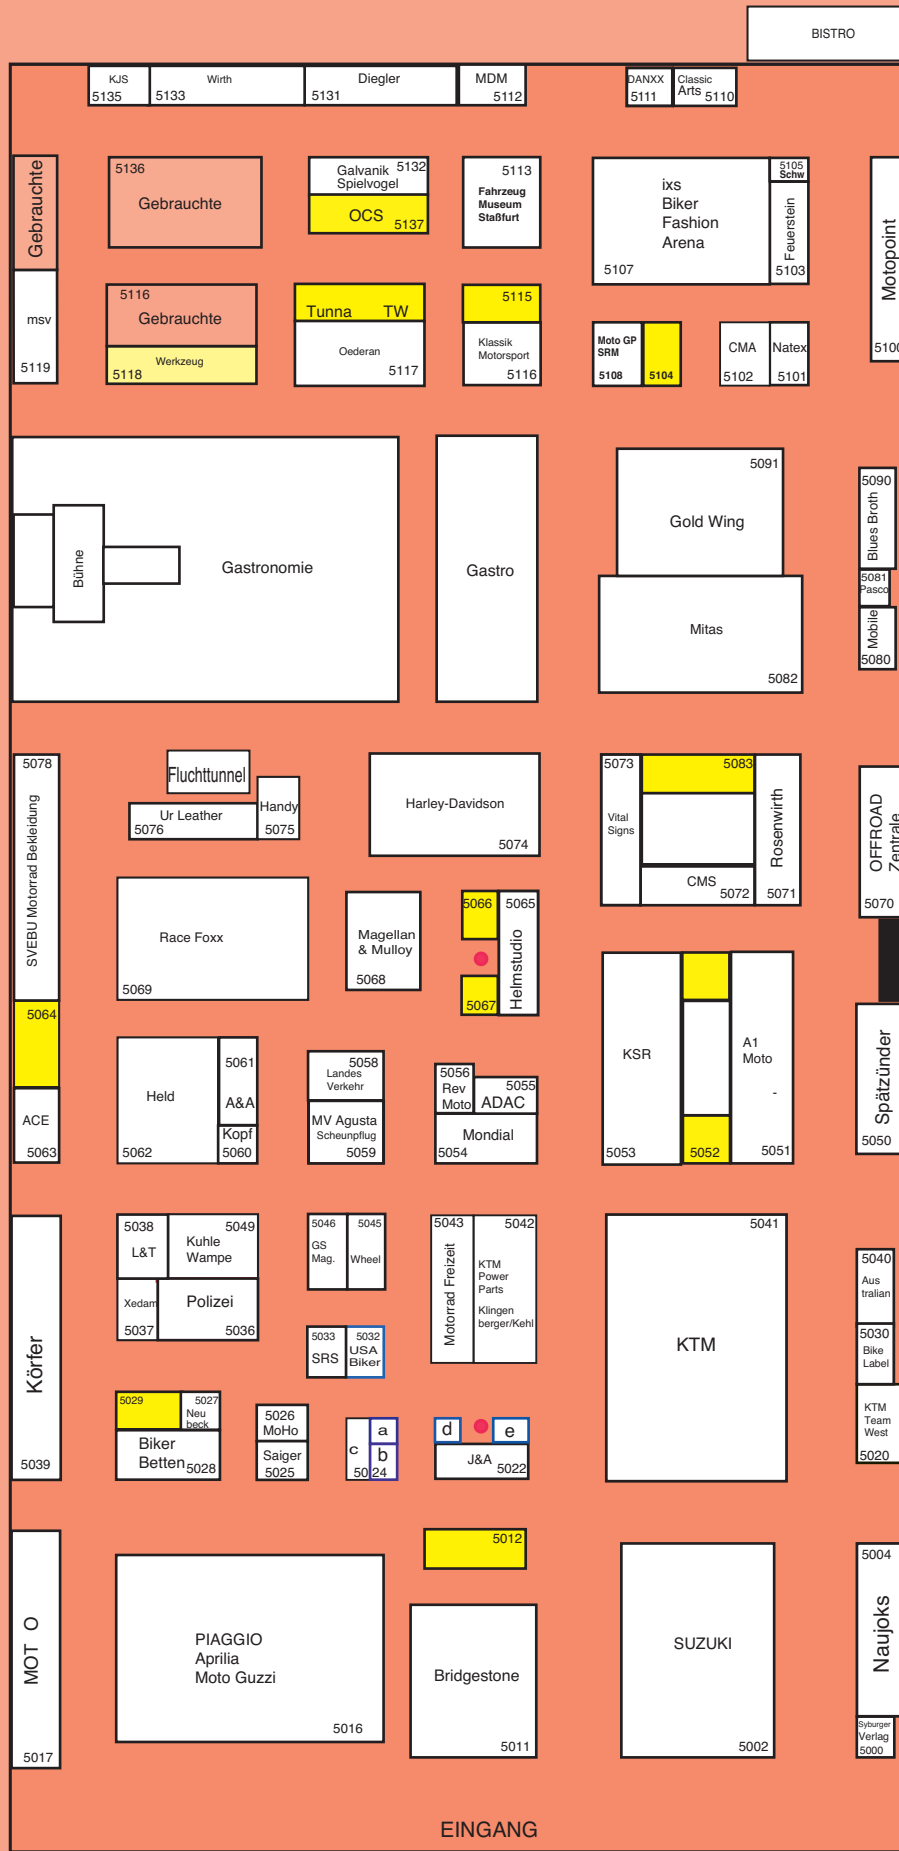 BISTRO
KJS
5135
Wirth
5133
Diegler
5131
MDM
5112
DANXX
5111
Classic
Arts 5110
Gebrauchte
5136
Gebrauchte
Galvanik 5132
Spielvogel
OCS
5137
5113
Fahrzeug
Museum
Staßfurt
ixs
Biker
Fashion
Arena
5107
5105
Schw
Feuerstein
5103
Motopoint
5100
msv
5119
5116
Gebrauchte
Werkzeug
5118
Tunna TW
Oederan
5117
5115
Klassik
Motorsport
5116
Moto GP
SRM
5108
5104
CMA
5102
Natex
5101
Bühne
Gastronomie
Gastro
5091
Gold Wing
Mitas
5082
5090
Blues Broth
5081
Pasco
Mobile
5080
5078
SVEBU Motorrad Bekleidung
Fluchttunnel
Ur Leather
5076
Handy
5075
Harley-Davidson
5074
5073
Vital
Signs
5083
CMS
5072
Rosenwirth
5071
OFFROAD
Zentrale
5070
Race Foxx
5069
Magellan
& Mulloy
5068
5066
5067
5065
Helmstudio
5064
ACE
5063
Held
5062
5061
A&A
Kopf
5060
5058
Landes
Verkehr
MV Agusta
Scheunpflug
5059
5056
Rev
Moto
5055
ADAC
Mondial
5054
KSR
5053
5052
A1
Moto
-
5051
Spätzünder
5050
Körfer
5039
5038
L&T
5049
Kuhle
Wampe
Xedam
5037
Polizei
5036
5046
GS
Mag.
5045
Wheel
5043
Motorrad Freizeit
5042
KTM
Power
Parts
Klingen
berger/Kehl
5041
KTM
5040
Aus
tralian
5030
Bike
Label
KTM
Team
West
5020
5033
SRS
5032
USA
Biker
5029
5027
Neu
beck
Biker
Betten
5028
5026
MoHo
Saiger
5025
a
c
b
5024
d
e
J&A
5022
MOT O
5017
PIAGGIO
Aprilia
Moto Guzzi
5016
5012
Bridgestone
5011
SUZUKI
5002
5004
Naujoks
Syburger
Verlag
5000
EINGANG